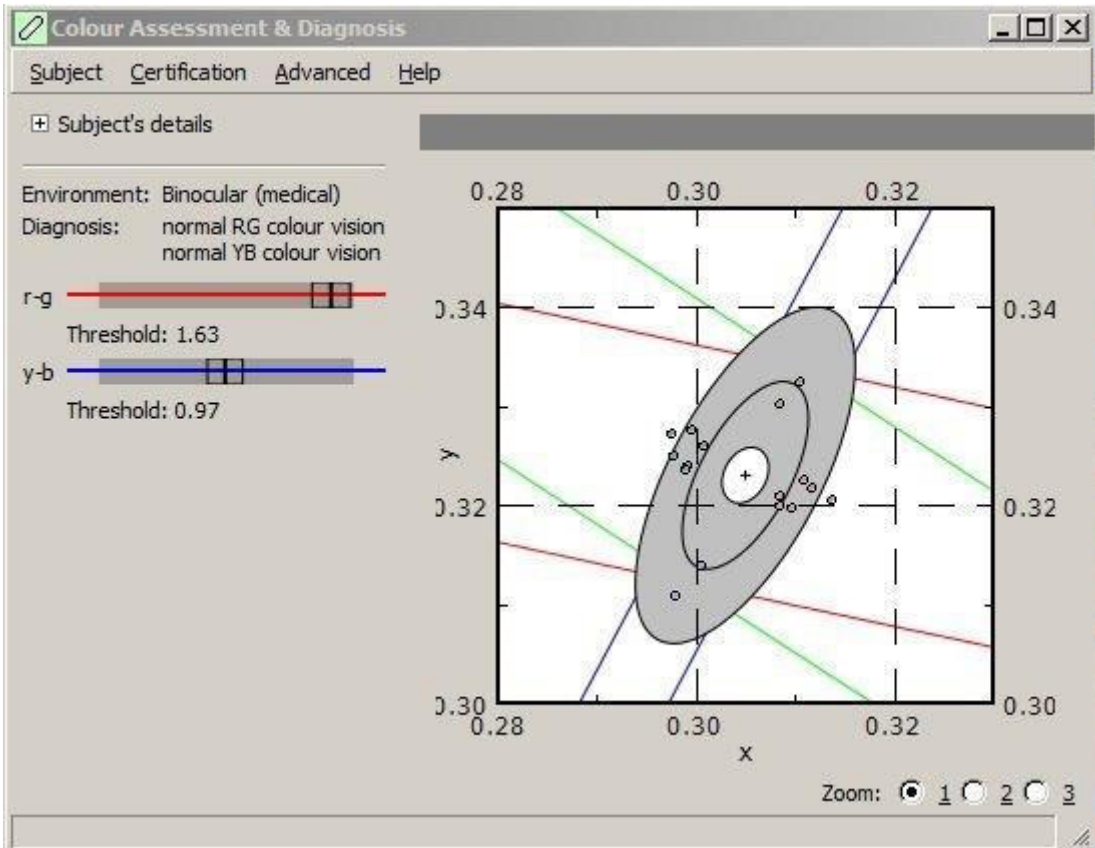 Colour Assessment & Diagnosis
Subject Certification Advanced Help
Subject's details
Environment: Binocular (medical)
Diagnosis: normal RG colour vision
normal YB colour vision
r-g
Threshold: 1.63
y-b
Threshold: 0.97
0.28 0.30 0.32
0.34 0.34
y
0.32 0.32
0.30 0.30
0.28 0.30 0.32
x
Zoom: 1 2 3